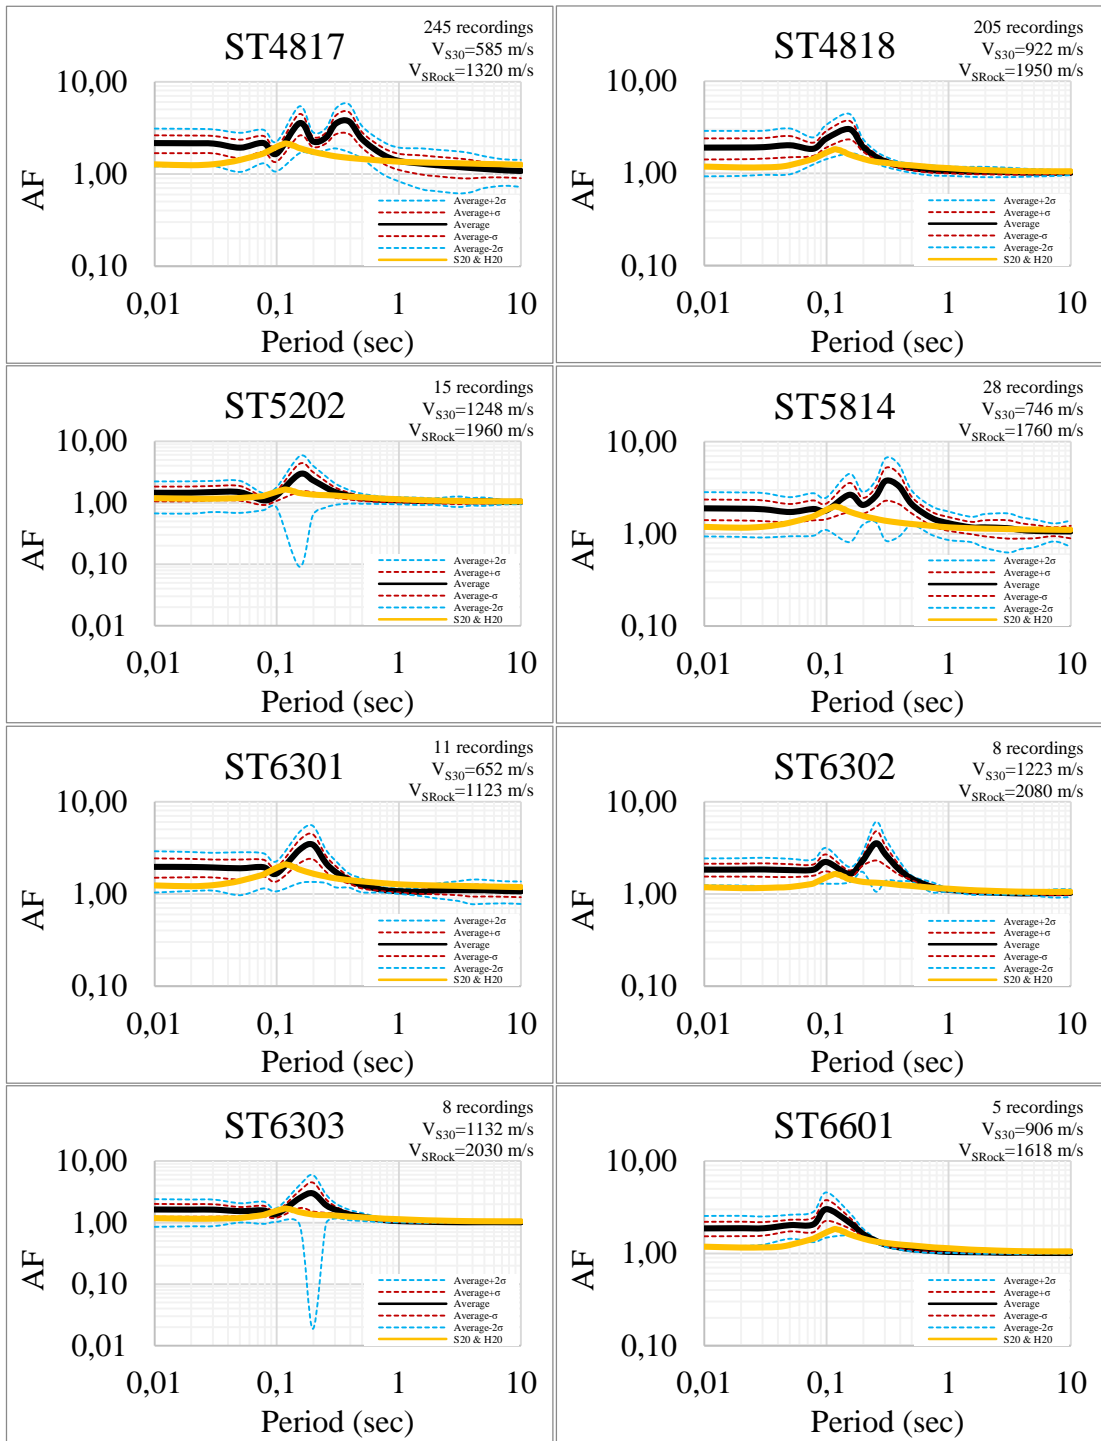 ST4817
245 recordings
VS30=585 m/s
VSRock=1320 m/s
10,00
1,00
0,10
AF
Average+2σ
Average+σ
Average
Average-σ
Average-2σ
S20 & H20
0,01 0,1 1 10
Period (sec)
ST4818
205 recordings
VS30=922 m/s
VSRock=1950 m/s
10,00
1,00
0,10
AF
Average+2σ
Average+σ
Average
Average-σ
Average-2σ
S20 & H20
0,01 0,1 1 10
Period (sec)
ST5202
15 recordings
VS30=1248 m/s
VSRock=1960 m/s
10,00
1,00
0,10
0,01
AF
Average+2σ
Average+σ
Average
Average-σ
Average-2σ
S20 & H20
0,01 0,1 1 10
Period (sec)
ST5814
28 recordings
VS30=746 m/s
VSRock=1760 m/s
10,00
1,00
0,10
AF
Average+2σ
Average+σ
Average
Average-σ
Average-2σ
S20 & H20
0,01 0,1 1 10
Period (sec)
ST6301
11 recordings
VS30=652 m/s
VSRock=1123 m/s
10,00
1,00
0,10
AF
Average+2σ
Average+σ
Average
Average-σ
Average-2σ
S20 & H20
0,01 0,1 1 10
Period (sec)
ST6302
8 recordings
VS30=1223 m/s
VSRock=2080 m/s
10,00
1,00
0,10
AF
Average+2σ
Average+σ
Average
Average-σ
Average-2σ
S20 & H20
0,01 0,1 1 10
Period (sec)
ST6303
8 recordings
VS30=1132 m/s
VSRock=2030 m/s
10,00
1,00
0,10
0,01
AF
Average+2σ
Average+σ
Average
Average-σ
Average-2σ
S20 & H20
0,01 0,1 1 10
Period (sec)
ST6601
5 recordings
VS30=906 m/s
VSRock=1618 m/s
10,00
1,00
0,10
AF
Average+2σ
Average+σ
Average
Average-σ
Average-2σ
S20 & H20
0,01 0,1 1 10
Period (sec)